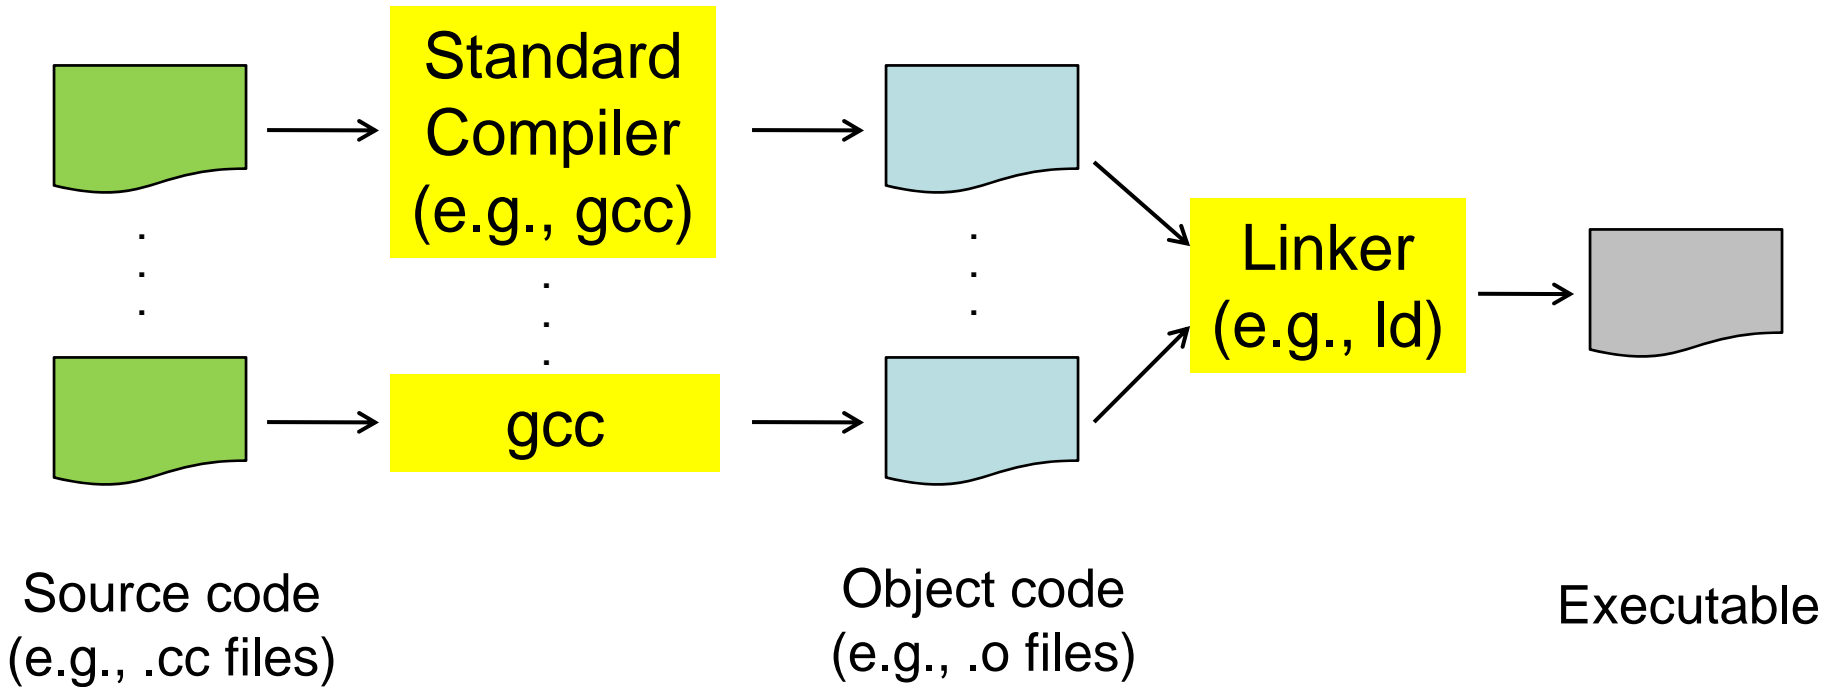 Standard
Compiler
(e.g., gcc)
gcc
Linker
(e.g., ld)
Source code
(e.g., .cc files)
Object code
(e.g., .o files)
Executable